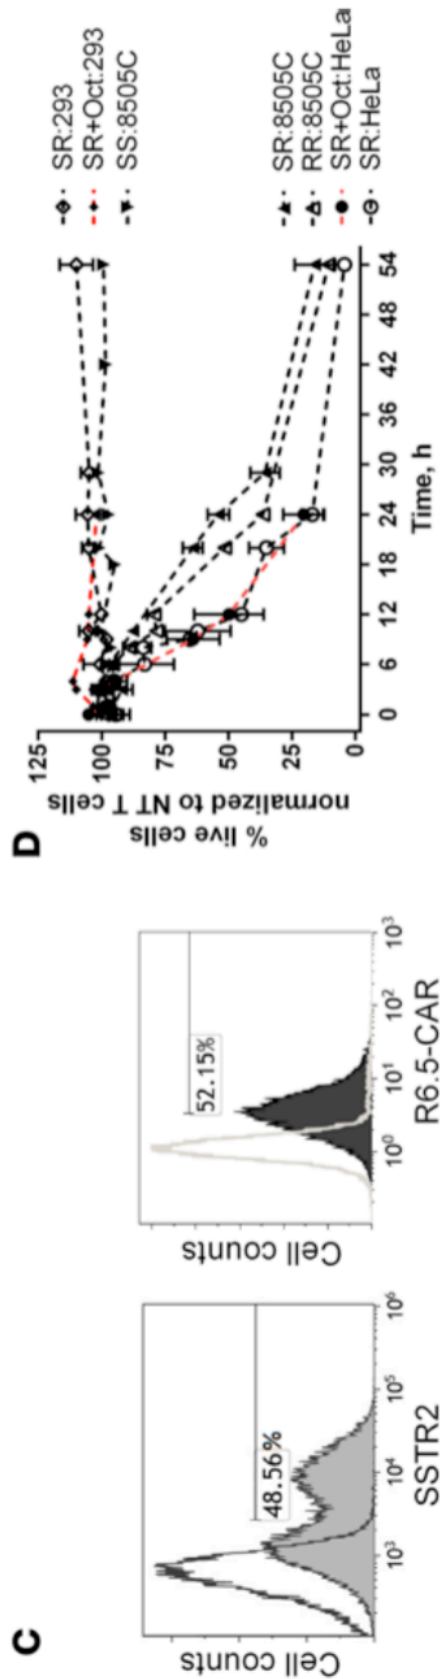 C
Cell counts
48.56%
10³ 10⁴ 10⁵ 10⁶
SSTR2
Cell counts
52.15%
10⁰ 10¹ 10² 10³
R6.5-CAR
D
% live cells
normalized to NT T cells
125
100
75
50
25
0
0 6 12 18 24 30 36 42 48 54
Time, h
SR:293
SR+Oct:293
SS:8505C
SR:8505C
RR:8505C
SR+Oct:HeLa
SR:HeLa